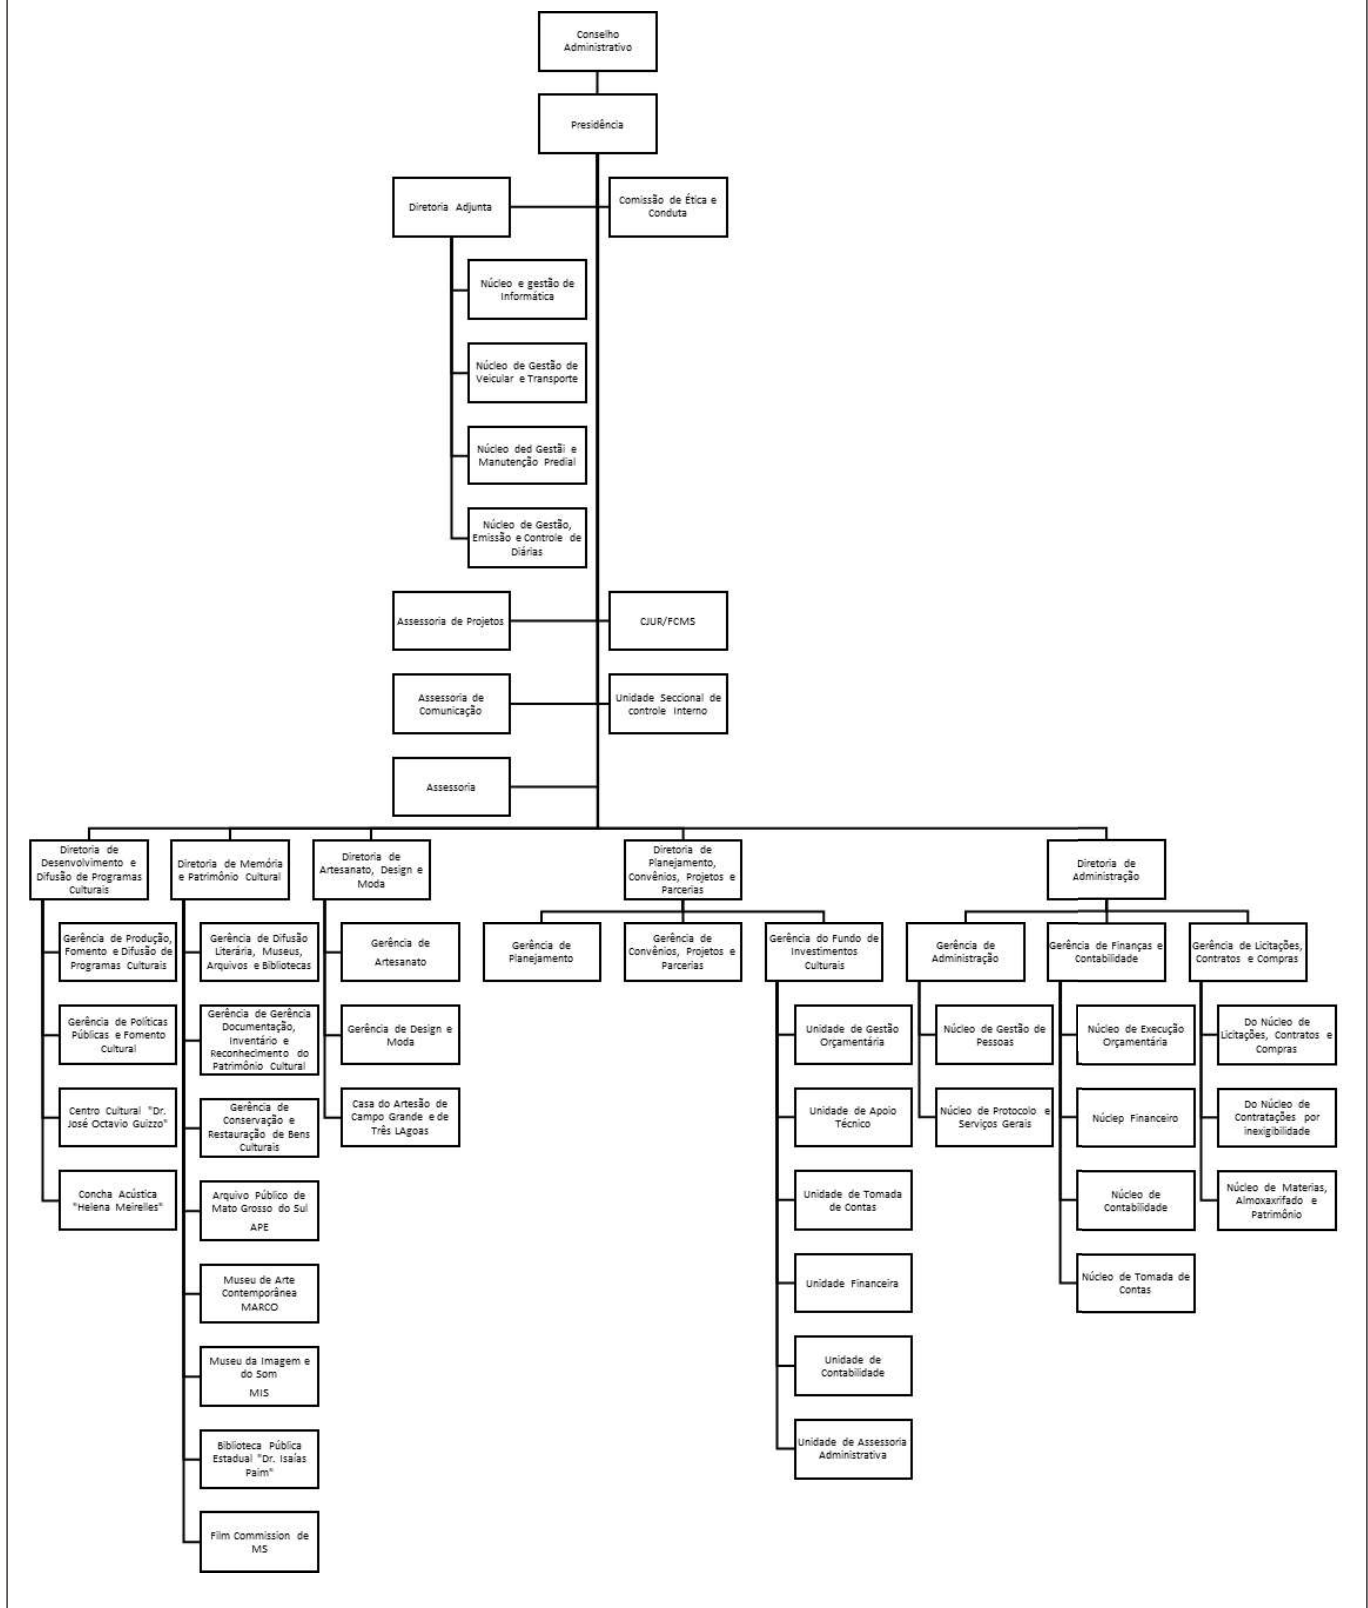 Conselho
Administrativo
Presidência
Diretoria Adjunta
Comissão de Ética e
Conduta
Núcleo e gestão de
Informática
Núcleo de Gestão de
Veicular e Transporte
Núcleo ded Gestãi e
Manutenção Predial
Núcleo de Gestão,
Emissão e Controle de
Diárias
Assessoria de Projetos
CJUR/FCMS
Assessoria de
Comunicação
Unidade Seccional de
controle Interno
Assessoria
Diretoria de
Desenvolvimento e
Difusão de Programas
Culturais
Gerência de Produção,
Fomento e Difusão de
Programas Culturais
Gerência de Políticas
Públicas e Fomento
Cultural
Centro Cultural "Dr.
José Octavio Guizzo"
Concha Acústica
"Helena Meirelles"
Diretoria de Memória
e Patrimônio Cultural
Gerência de Difusão
Literária, Museus,
Arquivos e Bibliotecas
Gerência de Gerência
Documentação,
Inventário e
Reconhecimento do
Patrimônio Cultural
Gerência de
Conservação e
Restauração de Bens
Culturais
Arquivo Público de
Mato Grosso do Sul
APE
Museu de Arte
Contemporânea
MARCO
Museu da Imagem e
do Som
MIS
Biblioteca Pública
Estadual "Dr. Isaías
Paim"
Film Commission de
MS
Diretoria de
Artesanato, Design e
Moda
Gerência de
Artesanato
Gerência de Design e
Moda
Casa do Artesão de
Campo Grande e de
Três LAgoas
Diretoria de
Planejamento,
Convênios, Projetos e
Parcerias
Gerência de
Planejamento
Gerência de
Convênios, Projetos e
Parcerias
Gerência do Fundo de
Investimentos
Culturais
Unidade de Gestão
Orçamentária
Unidade de Apoio
Técnico
Unidade de Tomada
de Contas
Unidade Financeira
Unidade de
Contabilidade
Unidade de Assessoria
Administrativa
Diretoria de
Administração
Gerência de
Administração
Núcleo de Gestão de
Pessoas
Núcleo de Protocolo e
Serviços Gerais
Gerência de Finanças e
Contabilidade
Núcleo de Execução
Orçamentária
Núciep Financeiro
Núcleo de
Contabilidade
Núcleo de Tomada de
Contas
Gerência de Licitações,
Contratos e Compras
Do Núcleo de
Licitações, Contratos e
Compras
Do Núcleo de
Contratações por
inexigibilidade
Núcleo de Materias,
Almoxaxrifado e
Patrimônio